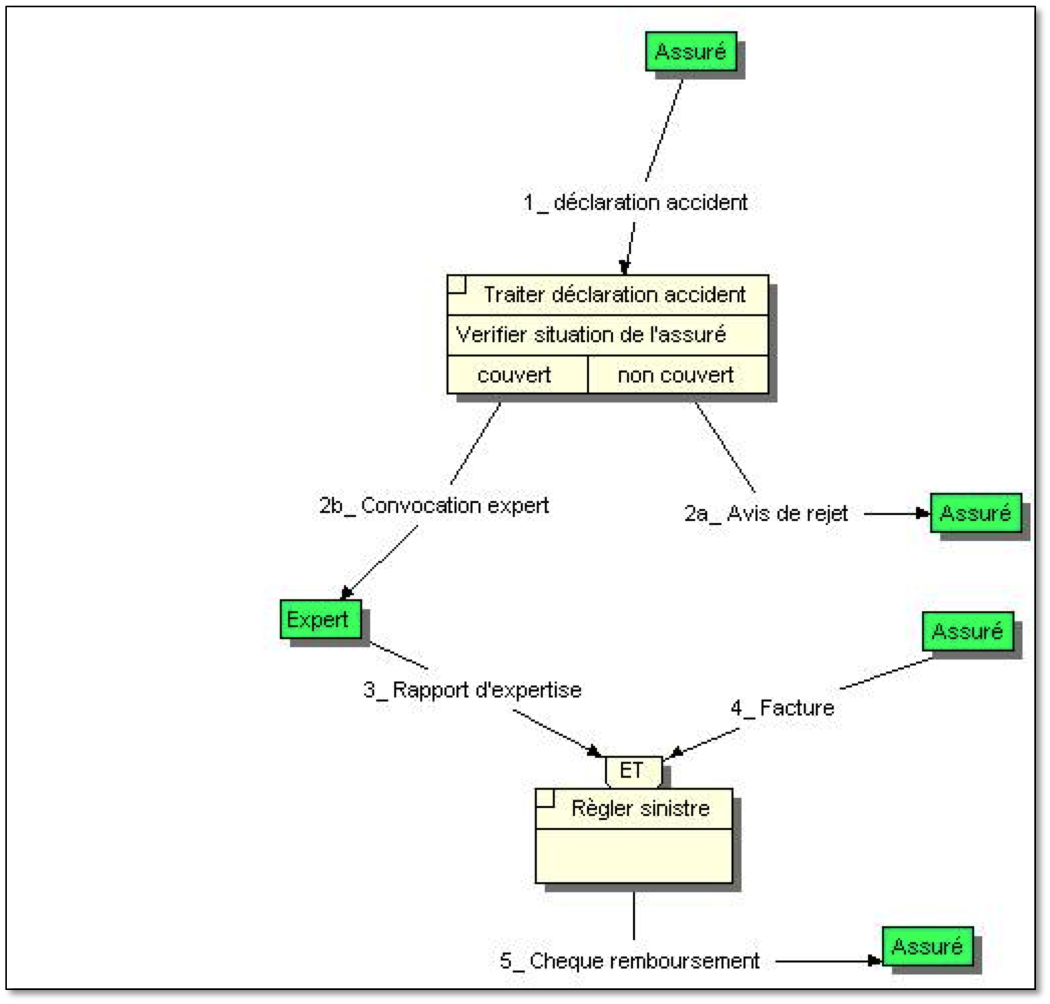 Assuré
1_ déclaration accident
Traiter déclaration accident
Verifier situation de l'assuré
couvert
non couvert
2b_ Convocation expert
2a_ Avis de rejet
Assuré
Expert
Assuré
3_ Rapport d'expertise
4_ Facture
ET
Règler sinistre
5_ Cheque remboursement
Assuré